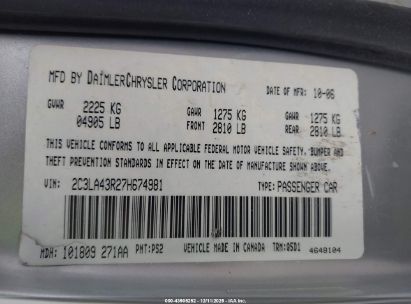 MFD BY DAIMLERCHRYSLER CORPORATION DATE OF MFR: 10-06
GVWR 2225 KG GAWR 1275 KG GAWR 1275 KG
04905 LB FRONT 2810 LB REAR 2810 LB
THIS VEHICLE CONFORMS TO ALL APPLICABLE FEDERAL MOTOR VEHICLE SAFETY, BUMPER AND
THEFT PREVENTION STANDARDS IN EFFECT ON THE DATE OF MANUFACTURE SHOWN ABOVE.
VIN: 2C3LA43R27H674981 TYPE: PASSENGER CAR
MDH: 101809 271AA PNT: PS2 VEHICLE MADE IN CANADA TRM: Q5D1 4648104